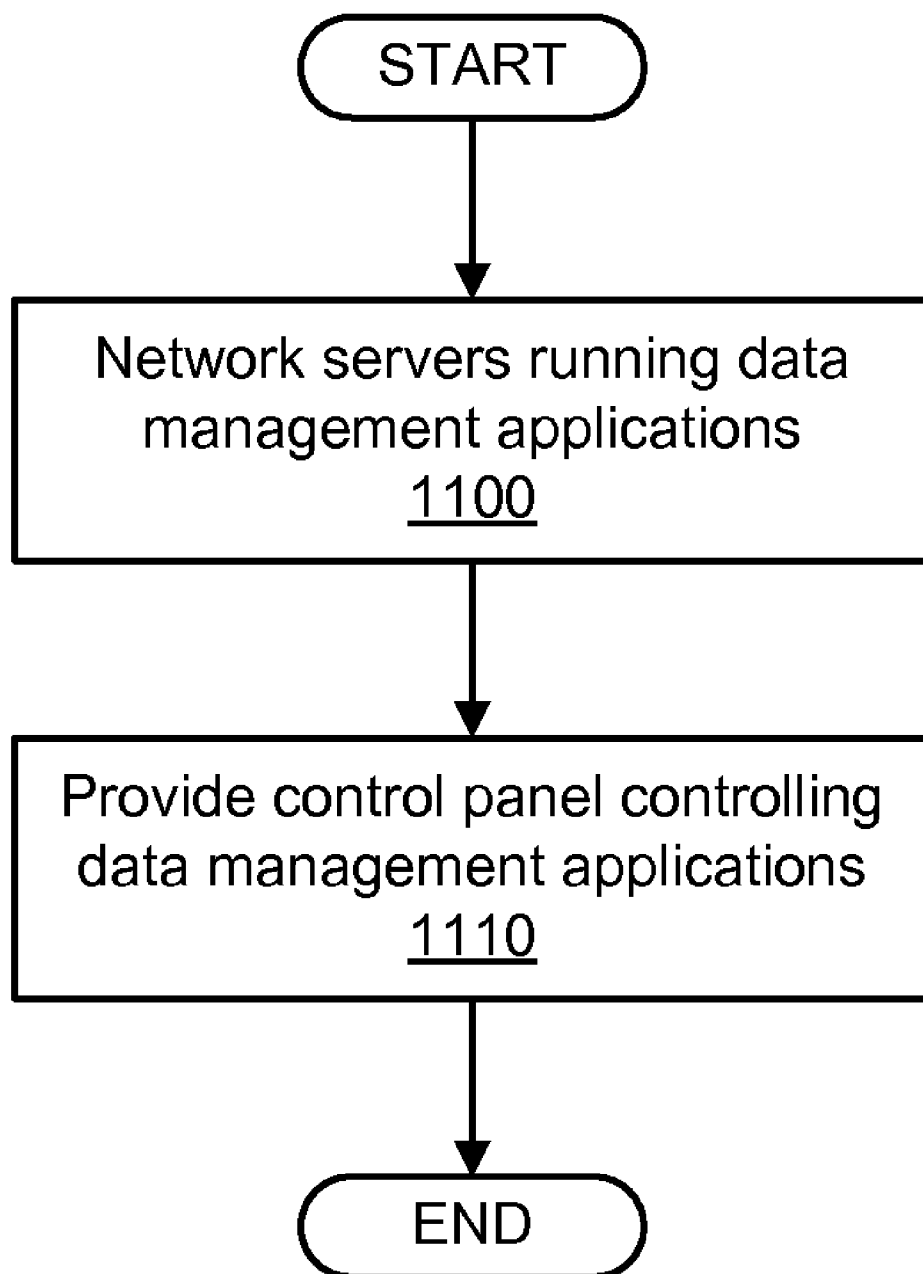 START
Network servers running data
management applications
1100
Provide control panel controlling
data management applications
1110
END